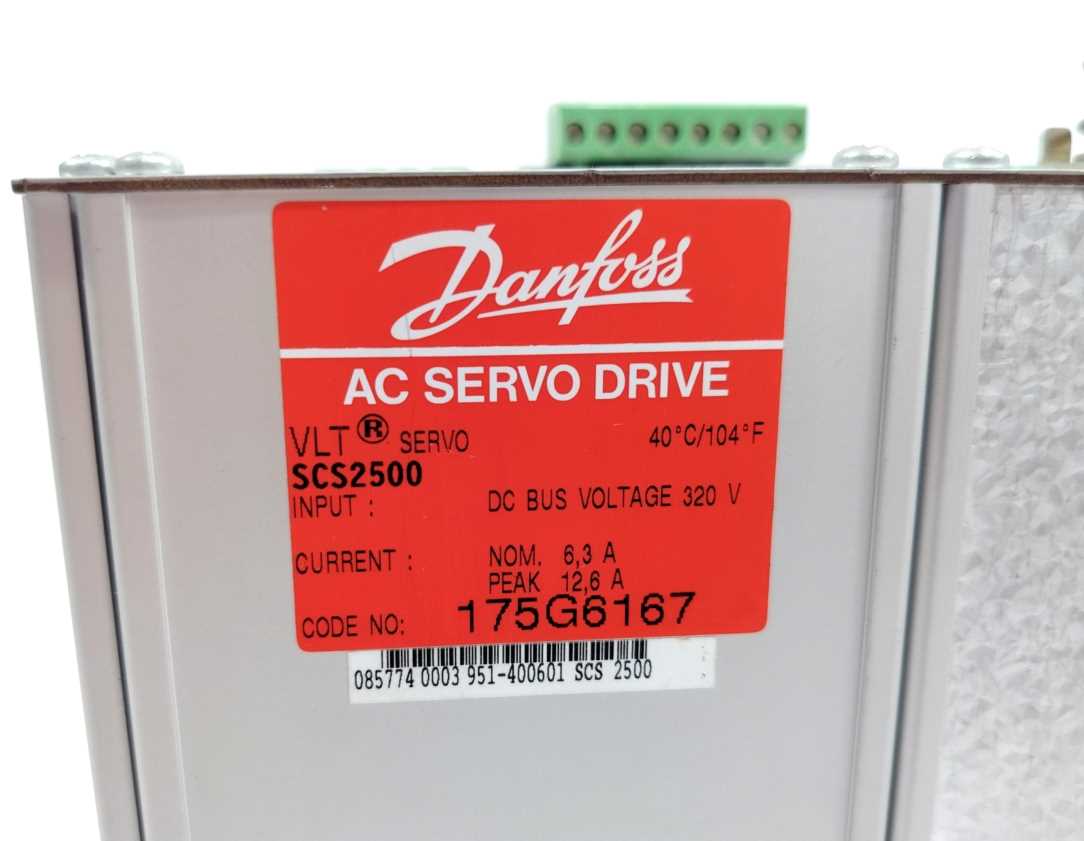 Danfoss
AC SERVO DRIVE
VLT® SERVO 40°C/104°F
SCS2500
INPUT : DC BUS VOLTAGE 320 V
CURRENT : NOM. 6,3 A
PEAK 12,6 A
CODE NO: 175G6167
085774 0003 951-400601 SCS 2500